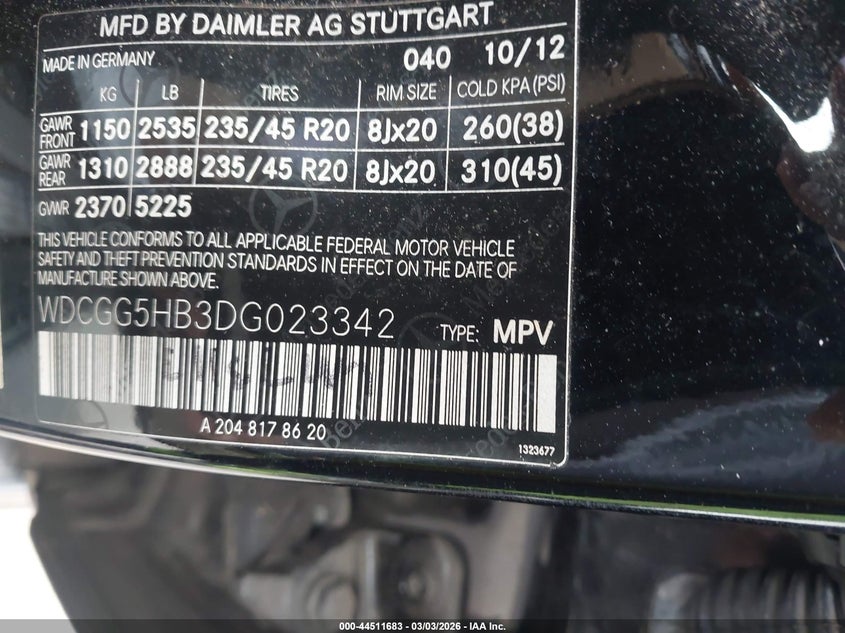 MFD BY DAIMLER AG STUTTGART
MADE IN GERMANY 040 10/12
KG LB TIRES RIM SIZE COLD KPA(PSI)
GAWR FRONT 1150 2535 235/45 R20 8Jx20 260(38)
GAWR REAR 1310 2888 235/45 R20 8Jx20 310(45)
GVWR 2370 5225
THIS VEHICLE CONFORMS TO ALL APPLICABLE FEDERAL MOTOR VEHICLE
SAFETY AND THEFT PREVENTION STANDARDS IN EFFECT ON THE DATE OF
MANUFACTURE SHOWN ABOVE.
WDCGG5HB3DG023342 TYPE: MPV
A 204 817 86 20
1323677
000-44511683 - 03/03/2026 - IAA Inc.